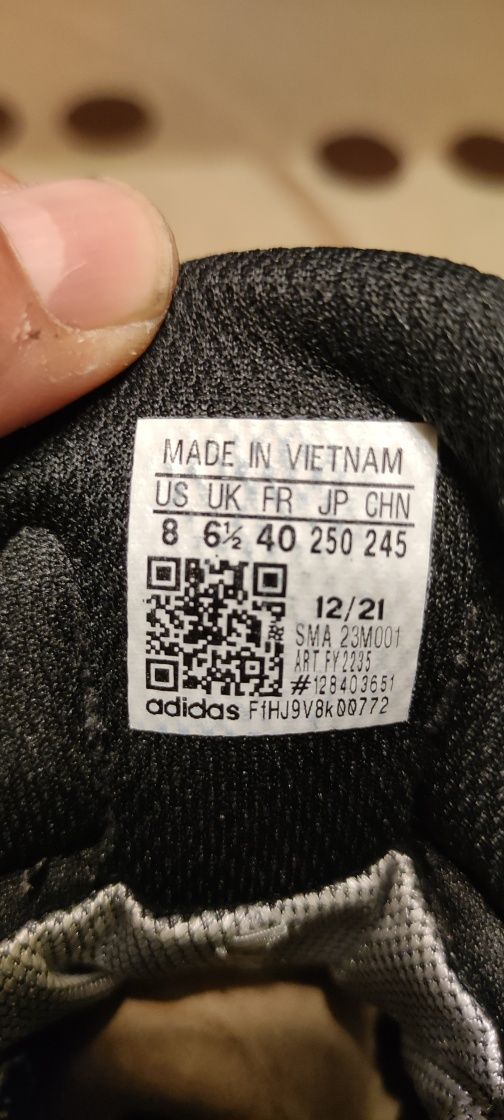 MADE IN VIETNAM
US UK FR JP CHN
8 6½ 40 250 245
12/21
SMA 23M001
ART FY2235
#128403651
adidas F1HJ9V8k00772